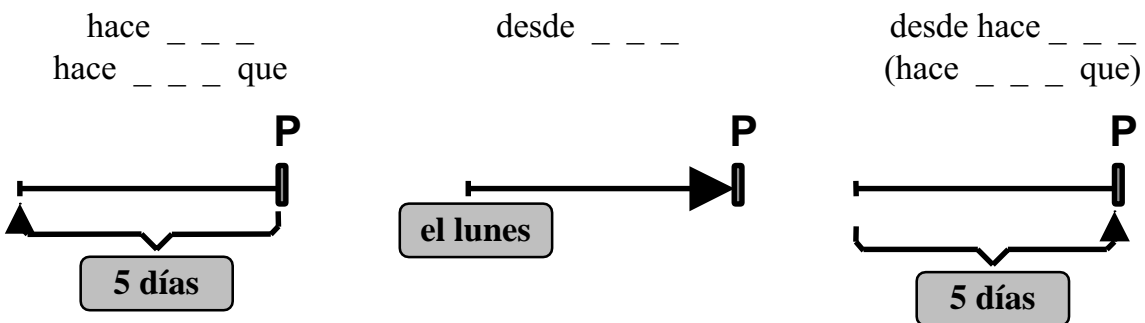 hace _ _ _
hace _ _ _ que
P
5 días
desde _ _ _
P
el lunes
desde hace _ _ _
(hace _ _ _ que)
P
5 días